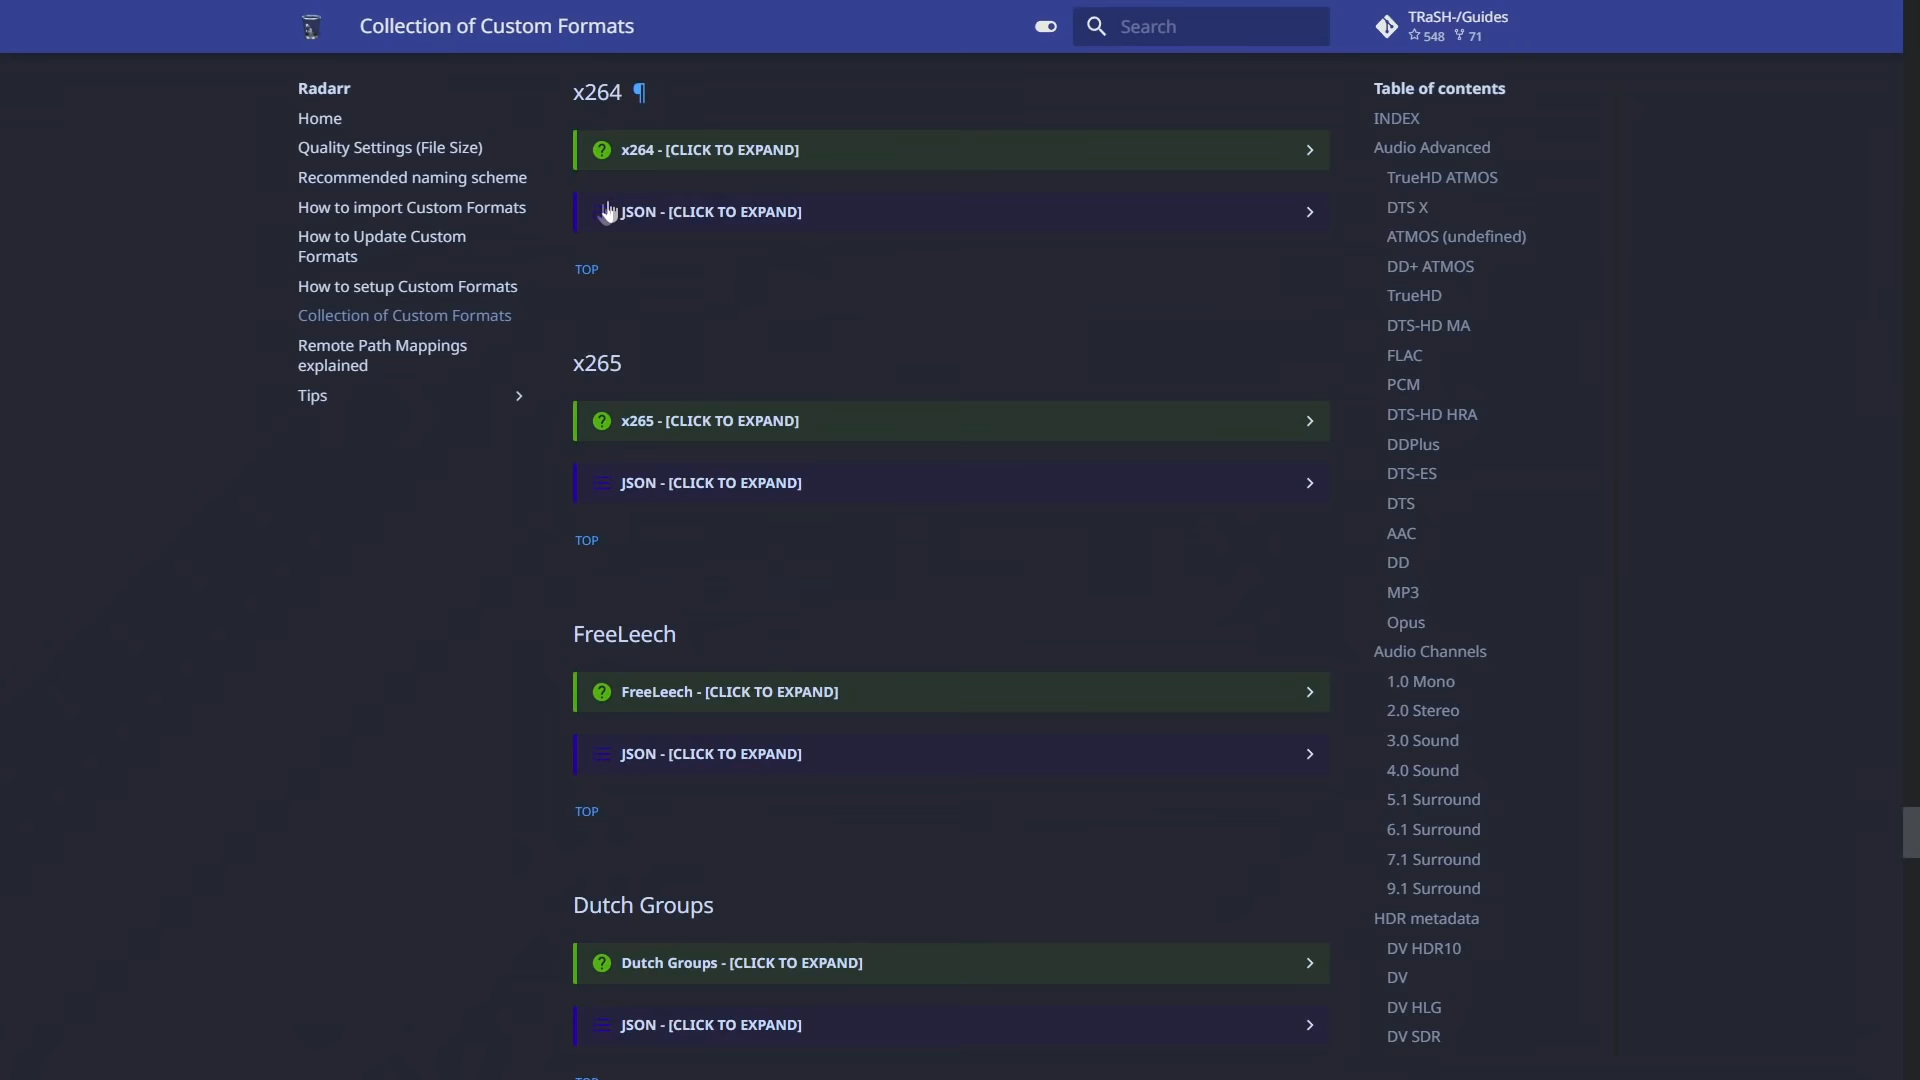 Collection of Custom Formats
Search
TRaSH-/Guides
548 71
Radarr
Home
Quality Settings (File Size)
Recommended naming scheme
How to import Custom Formats
How to Update Custom
Formats
How to setup Custom Formats
Collection of Custom Formats
Remote Path Mappings
explained
Tips
x264 ¶
x264 - [CLICK TO EXPAND]
JSON - [CLICK TO EXPAND]
TOP
x265
x265 - [CLICK TO EXPAND]
JSON - [CLICK TO EXPAND]
TOP
FreeLeech
FreeLeech - [CLICK TO EXPAND]
JSON - [CLICK TO EXPAND]
TOP
Dutch Groups
Dutch Groups - [CLICK TO EXPAND]
JSON - [CLICK TO EXPAND]
TOP
Table of contents
INDEX
Audio Advanced
TrueHD ATMOS
DTS X
ATMOS (undefined)
DD+ ATMOS
TrueHD
DTS-HD MA
FLAC
PCM
DTS-HD HRA
DDPlus
DTS-ES
DTS
AAC
DD
MP3
Opus
Audio Channels
1.0 Mono
2.0 Stereo
3.0 Sound
4.0 Sound
5.1 Surround
6.1 Surround
7.1 Surround
9.1 Surround
HDR metadata
DV HDR10
DV
DV HLG
DV SDR